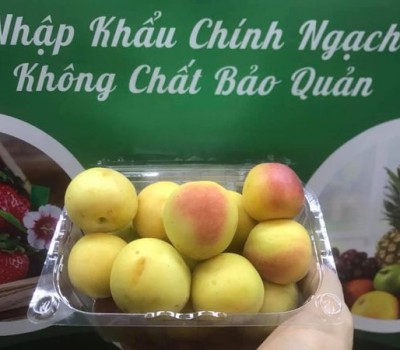 Nhập Khẩu Chính Ngạch
Không Chất Bảo Quản